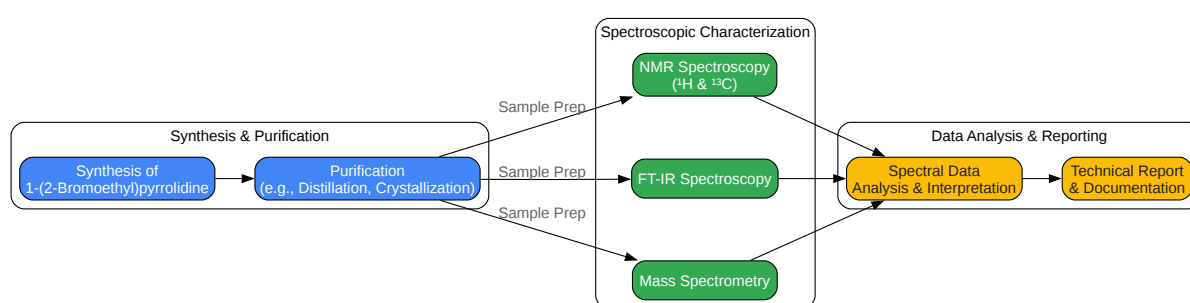 Spectroscopic Characterization
NMR Spectroscopy
(¹H & ¹³C)
Sample Prep
Synthesis & Purification
Data Analysis & Reporting
Synthesis of
1-(2-Bromoethyl)pyrrolidine
Purification
(e.g., Distillation, Crystallization)
Sample Prep
FT-IR Spectroscopy
Spectral Data
Analysis & Interpretation
Technical Report
& Documentation
Sample Prep
Mass Spectrometry